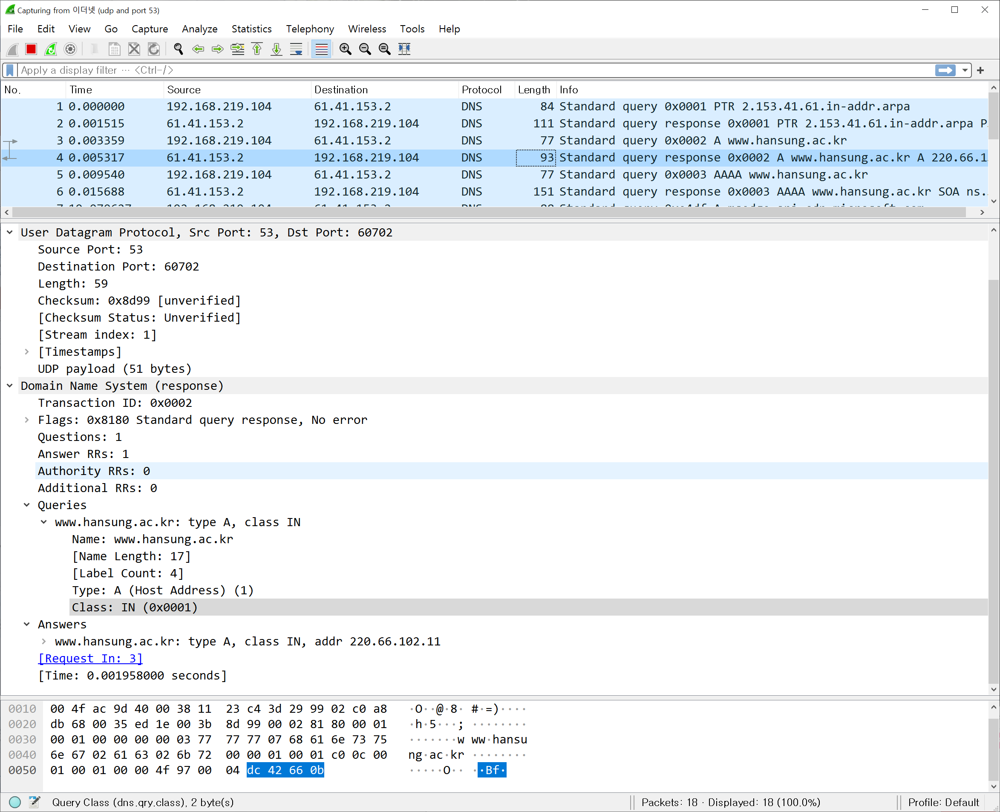 Capturing from 이더넷 (udp and port 53)
File Edit View Go Capture Analyze Statistics Telephony Wireless Tools Help
Apply a display filter ··· <Ctrl-/>
No. Time Source Destination Protocol Length Info
1 0.000000 192.168.219.104 61.41.153.2 DNS 84 Standard query 0x0001 PTR 2.153.41.61.in-addr.arpa
2 0.001515 61.41.153.2 192.168.219.104 DNS 111 Standard query response 0x0001 PTR 2.153.41.61.in-addr.arpa P…
3 0.003359 192.168.219.104 61.41.153.2 DNS 77 Standard query 0x0002 A www.hansung.ac.kr
4 0.005317 61.41.153.2 192.168.219.104 DNS 93 Standard query response 0x0002 A www.hansung.ac.kr A 220.66.1…
5 0.009540 192.168.219.104 61.41.153.2 DNS 77 Standard query 0x0003 AAAA www.hansung.ac.kr
6 0.015688 61.41.153.2 192.168.219.104 DNS 151 Standard query response 0x0003 AAAA www.hansung.ac.kr SOA ns.…
User Datagram Protocol, Src Port: 53, Dst Port: 60702
Source Port: 53
Destination Port: 60702
Length: 59
Checksum: 0x8d99 [unverified]
[Checksum Status: Unverified]
[Stream index: 1]
[Timestamps]
UDP payload (51 bytes)
Domain Name System (response)
Transaction ID: 0x0002
Flags: 0x8180 Standard query response, No error
Questions: 1
Answer RRs: 1
Authority RRs: 0
Additional RRs: 0
Queries
www.hansung.ac.kr: type A, class IN
Name: www.hansung.ac.kr
[Name Length: 17]
[Label Count: 4]
Type: A (Host Address) (1)
Class: IN (0x0001)
Answers
www.hansung.ac.kr: type A, class IN, addr 220.66.102.11
[Request In: 3]
[Time: 0.001958000 seconds]
0010 00 4f ac 9d 40 00 38 11 23 c4 3d 29 99 02 c0 a8 ·O··@·8· #·=)····
0020 db 68 00 35 ed 1e 00 3b 8d 99 00 02 81 80 00 01 ·h·5···; ········
0030 00 01 00 00 00 00 03 77 77 77 07 68 61 6e 73 75 ·······w ww·hansu
0040 6e 67 02 61 63 02 6b 72 00 00 01 00 01 c0 0c 00 ng·ac·kr ········
0050 01 00 01 00 00 4f 97 00 04 dc 42 66 0b ·····O·· ··Bf·
Query Class (dns.qry.class), 2 byte(s) Packets: 18 · Displayed: 18 (100.0%) Profile: Default